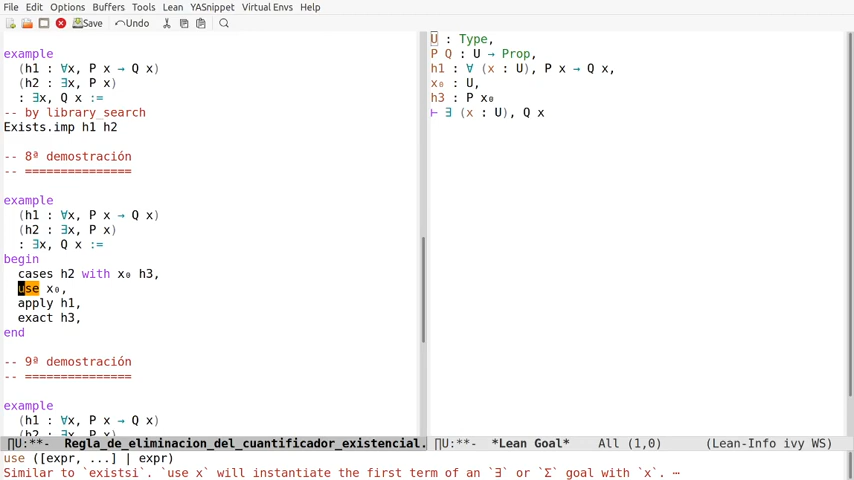 File Edit Options Buffers Tools Lean YASnippet Virtual Envs Help
Save Undo
example
(h1 : ∀x, P x → Q x)
(h2 : ∃x, P x)
: ∃x, Q x :=
-- by library_search
Exists.imp h1 h2
-- 8ª demostración
-- ===============
example
(h1 : ∀x, P x → Q x)
(h2 : ∃x, P x)
: ∃x, Q x :=
begin
cases h2 with x₀ h3,
use x₀,
apply h1,
exact h3,
end
-- 9ª demostración
-- ===============
example
(h1 : ∀x, P x → Q x)
(h2 : ∃x, P x)
∏U:**- Regla_de_eliminacion_del_cuantificador_existencial.
U : Type,
P Q : U → Prop,
h1 : ∀ (x : U), P x → Q x,
x₀ : U,
h3 : P x₀
⊢ ∃ (x : U), Q x
∏U:**- *Lean Goal* All (1,0) (Lean-Info ivy WS)
use ([expr, ...] | expr)
Similar to `existsi`. `use x` will instantiate the first term of an `∃` or `Σ` goal with `x`. ⋯